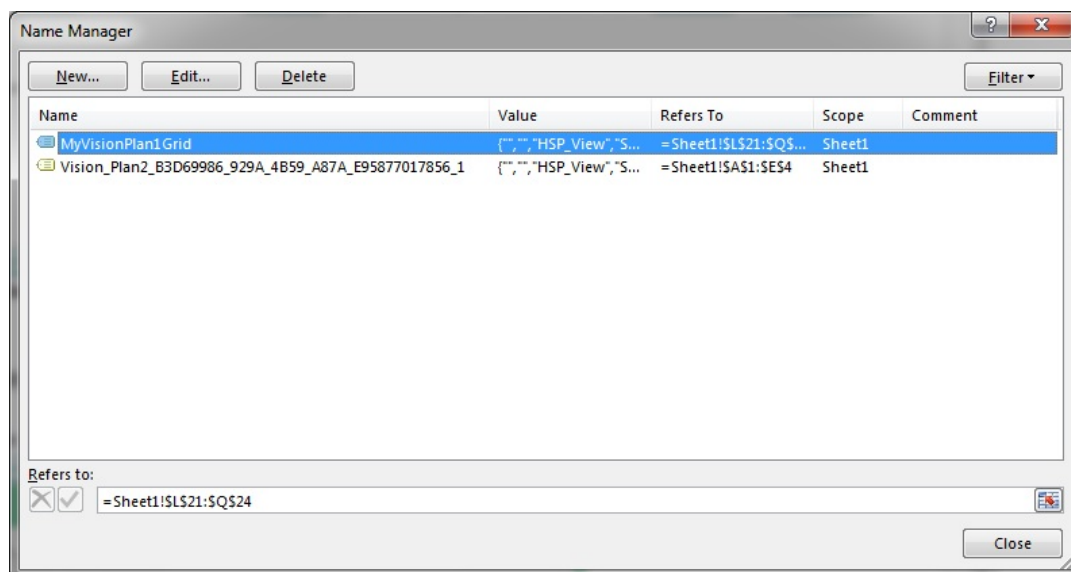 Name Manager
?
X
New... Edit... Delete Filter
Name Value Refers To Scope Comment
MyVisionPlan1Grid {"","","HSP_View","S... =Sheet1!$L$21:$Q$... Sheet1
Vision_Plan2_B3D69986_929A_4B59_A87A_E95877017856_1 {"","","HSP_View","S... =Sheet1!$A$1:$E$4 Sheet1
Refers to:
=Sheet1!$L$21:$Q$24
Close